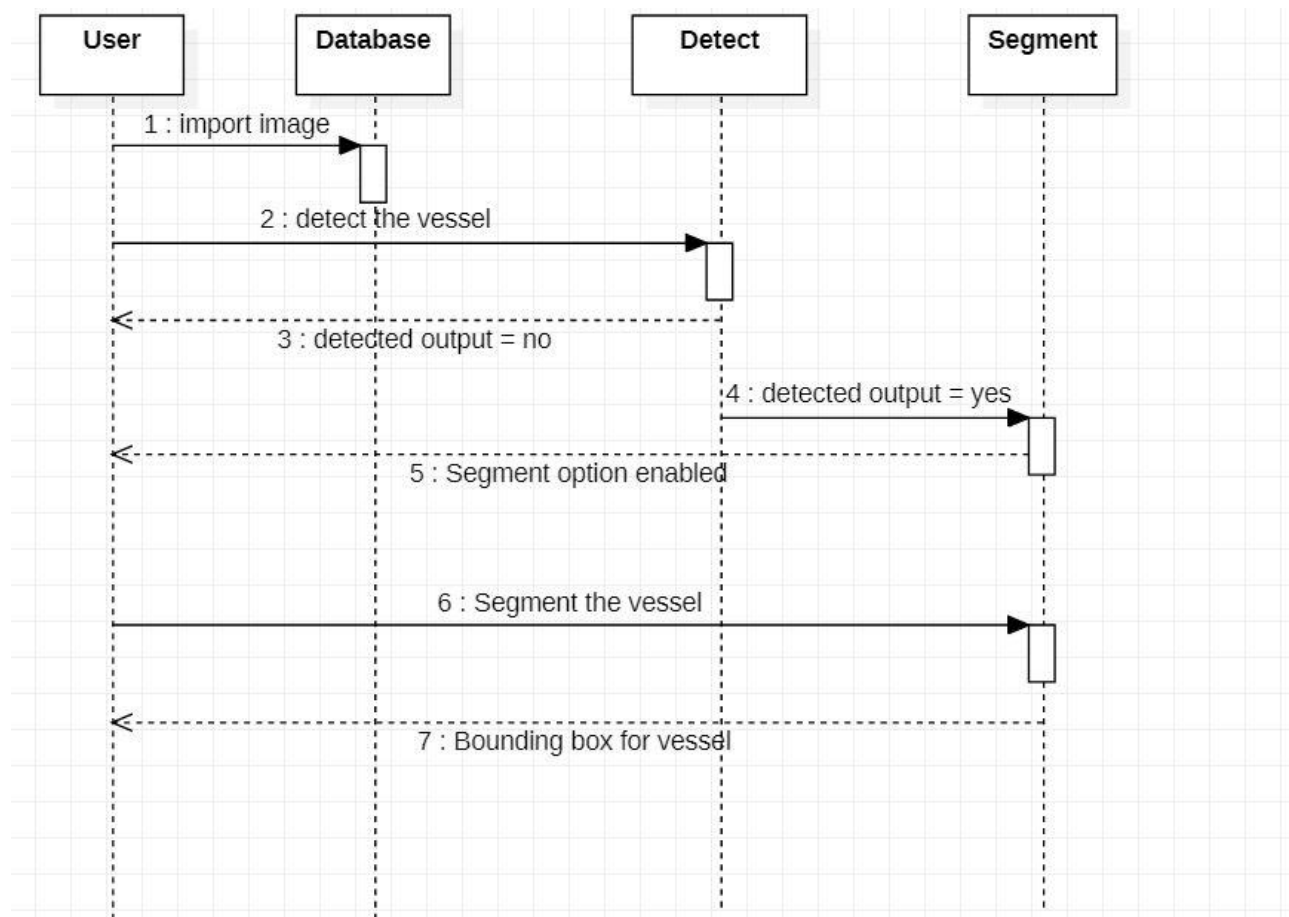 User
Database
Detect
Segment
1 : import image
2 : detect the vessel
3 : detected output = no
4 : detected output = yes
5 : Segment option enabled
6 : Segment the vessel
7 : Bounding box for vessel